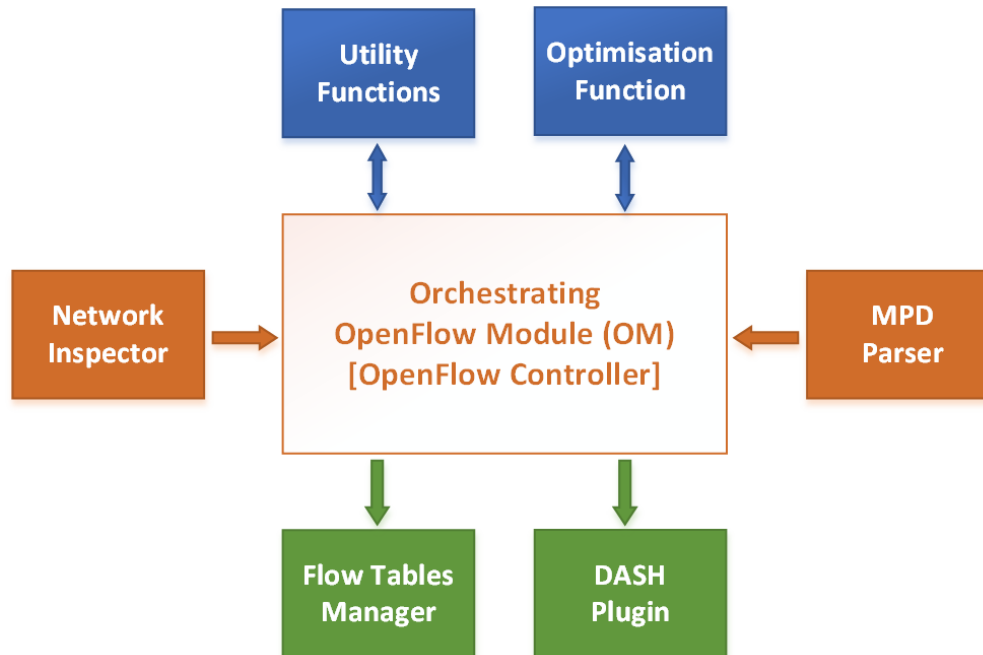 Utility
Functions
Optimisation
Function
Network
Inspector
Orchestrating
OpenFlow Module (OM)
[OpenFlow Controller]
MPD
Parser
Flow Tables
Manager
DASH
Plugin